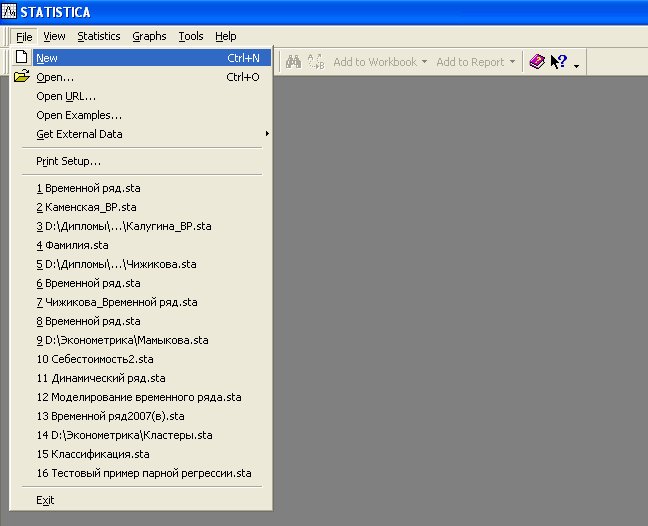 STATISTICA
File View Statistics Graphs Tools Help
New Ctrl+N Add to Workbook Add to Report
Open... Ctrl+O
Open URL...
Open Examples...
Get External Data
Print Setup...
1 Временной ряд.sta
2 Каменская_ВР.sta
3 D:\Дипломы\...\Калугина_ВР.sta
4 Фамилия.sta
5 D:\Дипломы\...\Чижикова.sta
6 Временной ряд.sta
7 Чижикова_Временной ряд.sta
8 Временной ряд.sta
9 D:\Эконометрика\Мамыкова.sta
10 Себестоимость2.sta
11 Динамический ряд.sta
12 Моделирование временного ряда.sta
13 Временной ряд2007(в).sta
14 D:\Эконометрика\Кластеры.sta
15 Классификация.sta
16 Тестовый пример парной регрессии.sta
Exit